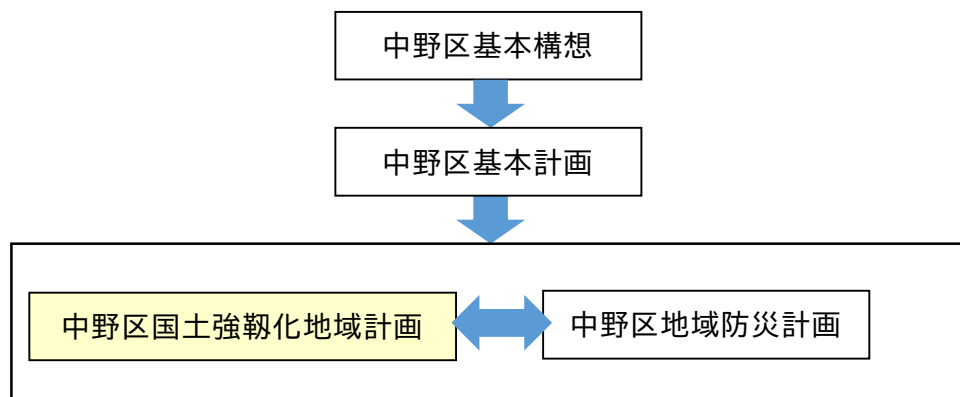 中野区基本構想
中野区基本計画
中野区国土強靱化地域計画
中野区地域防災計画